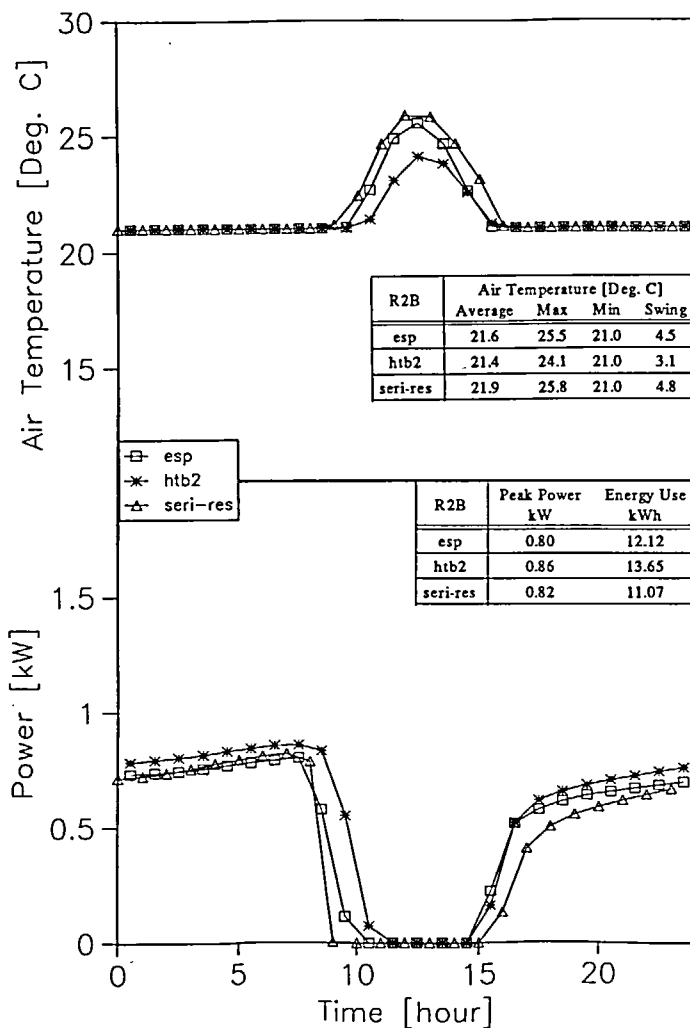 30
25
20
15
Air Temperature [Deg. C]
R2B Air Temperature [Deg. C]
Average Max Min Swing
esp 21.6 25.5 21.0 4.5
htb2 21.4 24.1 21.0 3.1
seri-res 21.9 25.8 21.0 4.8
esp
htb2
seri-res
R2B Peak Power Energy Use
kW kWh
esp 0.80 12.12
htb2 0.86 13.65
seri-res 0.82 11.07
1.5
1
0.5
0
Power [kW]
0 5 10 15 20
Time [hour]